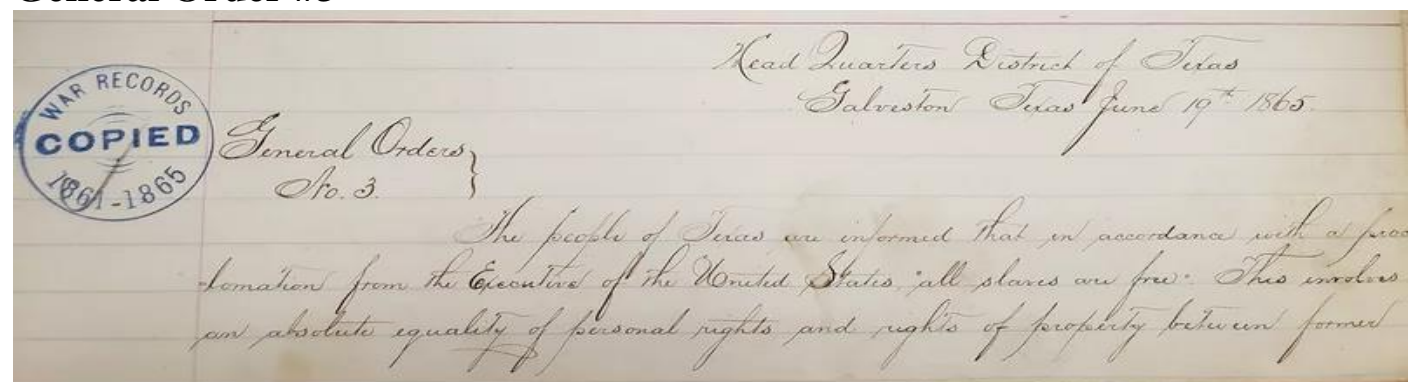 General Order #3
Head Quarters District of Texas
Galveston Texas June 19th 1865.
WAR RECORDS
COPIED
1861-1865
General Orders,
No. 3.
The people of Texas are informed that in accordance with a proc
-lamation from the Executive of the United States, "all slaves are free". This involves
an absolute equality of personal rights and rights of property between former